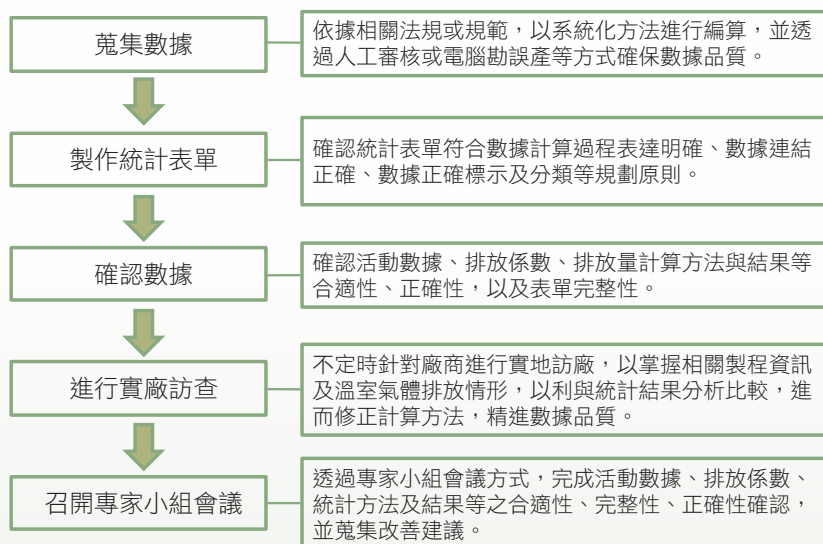 蒐集數據
依據相關法規或規範，以系統化方法進行編算，並透
過人工審核或電腦勘誤產等方式確保數據品質。
製作統計表單
確認統計表單符合數據計算過程表達明確、數據連結
正確、數據正確標示及分類等規劃原則。
確認數據
確認活動數據、排放係數、排放量計算方法與結果等
合適性、正確性，以及表單完整性。
進行實廠訪查
不定時針對廠商進行實地訪廠，以掌握相關製程資訊
及溫室氣體排放情形，以利與統計結果分析比較，進
而修正計算方法，精進數據品質。
召開專家小組會議
透過專家小組會議方式，完成活動數據、排放係數、
統計方法及結果等之合適性、完整性、正確性確認，
並蒐集改善建議。